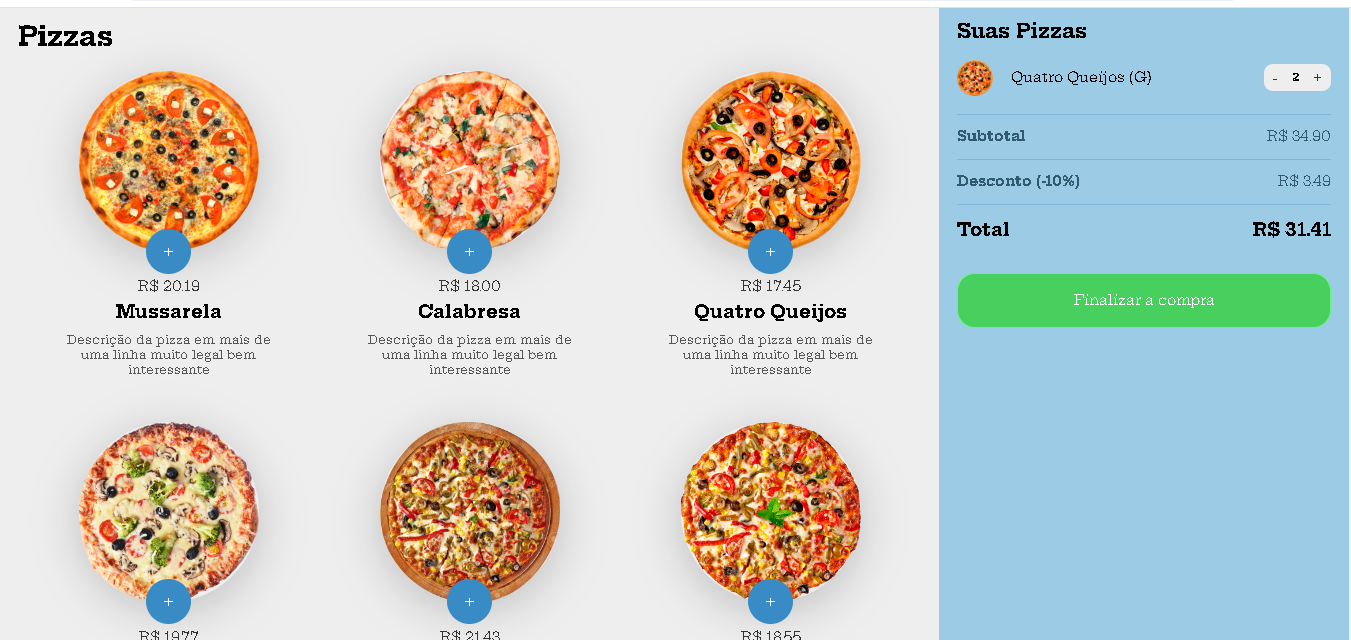 Pizzas
+
+
+
R$ 20.19
R$ 18.00
R$ 17.45
Mussarela
Calabresa
Quatro Queijos
Descrição da pizza em mais de
uma linha muito legal bem
interessante
Descrição da pizza em mais de
uma linha muito legal bem
interessante
Descrição da pizza em mais de
uma linha muito legal bem
interessante
+
+
+
R$ 19.77
R$ 21.43
R$ 18.55
Suas Pizzas
Quatro Queijos (G)
- 2 +
Subtotal R$ 34.90
Desconto (-10%) R$ 3.49
Total R$ 31.41
Finalizar a compra